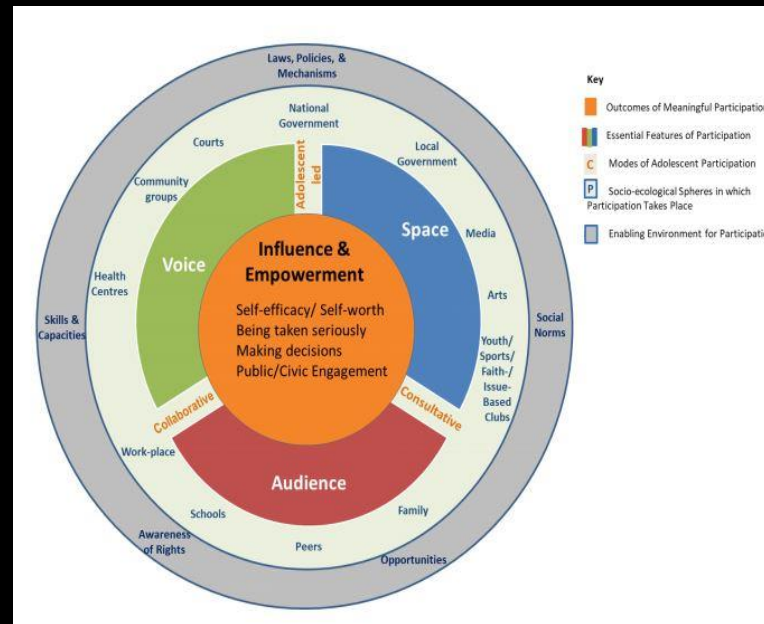 Laws, Policies, &
Mechanisms
National
Government
Courts
Local
Government
Community
groups
Adolescent
led
Voice
Space
Media
Health
Centres
Arts
Influence &
Empowerment
Self-efficacy/ Self-worth
Being taken seriously
Making decisions
Public/Civic Engagement
Skills &
Capacities
Social
Norms
Youth/
Sports/
Faith-/
Issue-
Based
Clubs
Collaborative
Consultative
Work-place
Audience
Schools
Family
Peers
Awareness
of Rights
Opportunities
Key
Outcomes of Meaningful Participation
Essential Features of Participation
C Modes of Adolescent Participation
P Socio-ecological Spheres in which
Participation Takes Place
Enabling Environment for Participati